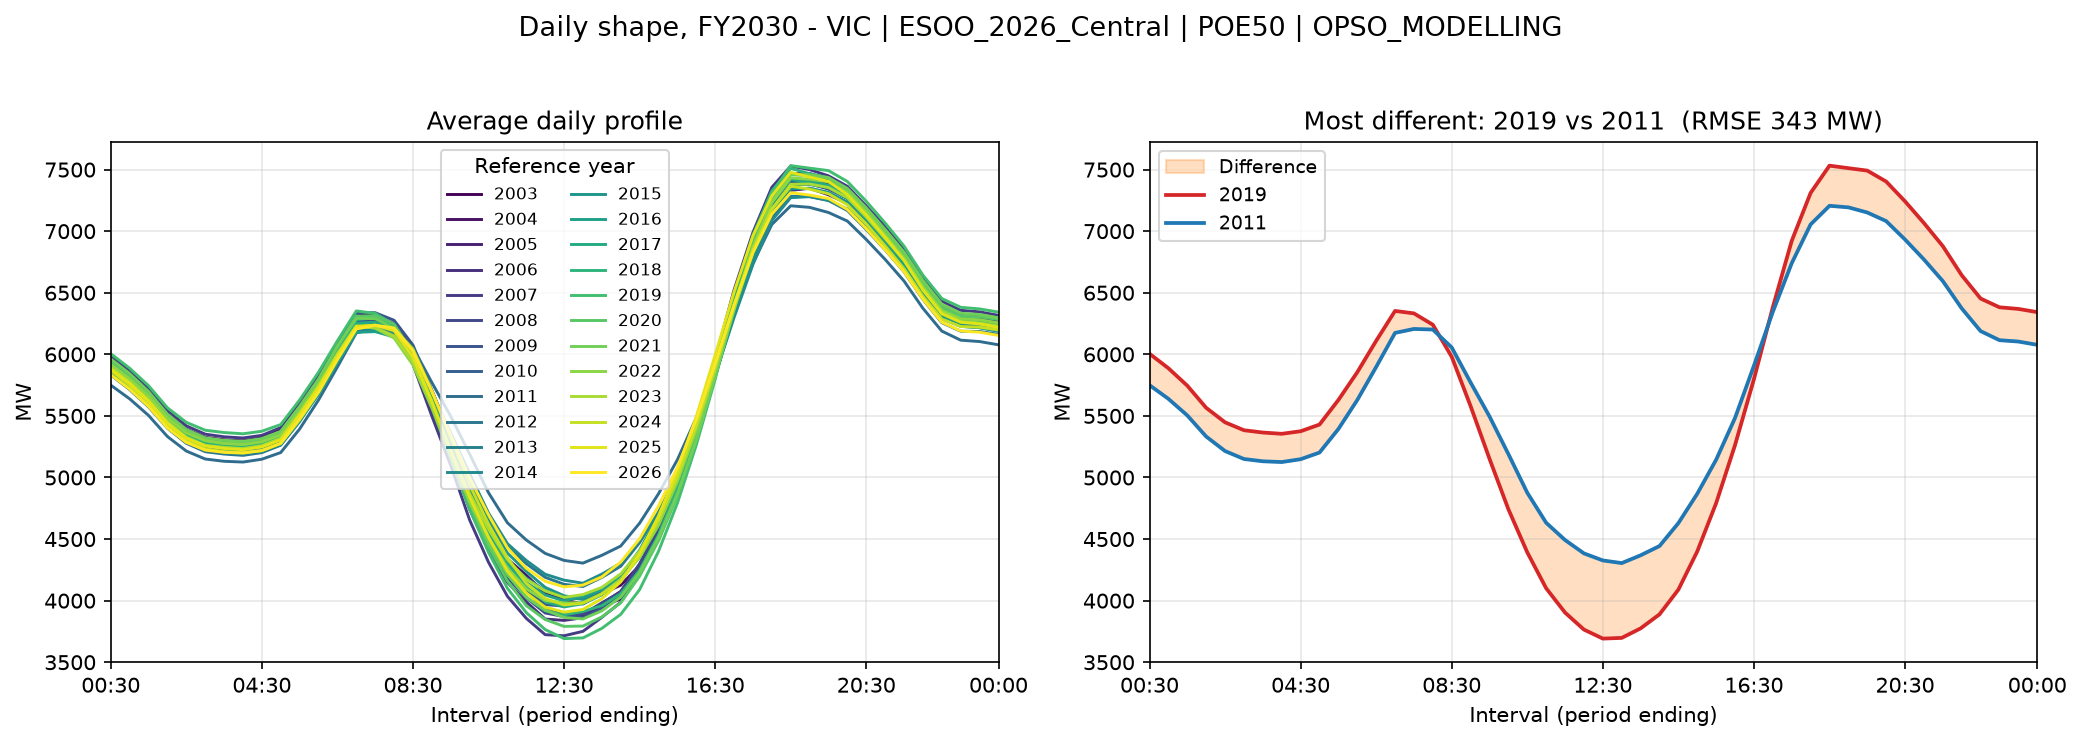 Daily shape, FY2030 - VIC | ESOO_2026_Central | POE50 | OPSO_MODELLING
Average daily profile
MW
7500
7000
6500
6000
5500
5000
4500
4000
3500
Reference year
2003 2015
2004 2016
2005 2017
2006 2018
2007 2019
2008 2020
2009 2021
2010 2022
2011 2023
2012 2024
2013 2025
2014 2026
00:30 04:30 08:30 12:30 16:30 20:30 00:00
Interval (period ending)
Most different: 2019 vs 2011 (RMSE 343 MW)
MW
7500
7000
6500
6000
5500
5000
4500
4000
3500
Difference
2019
2011
00:30 04:30 08:30 12:30 16:30 20:30 00:00
Interval (period ending)